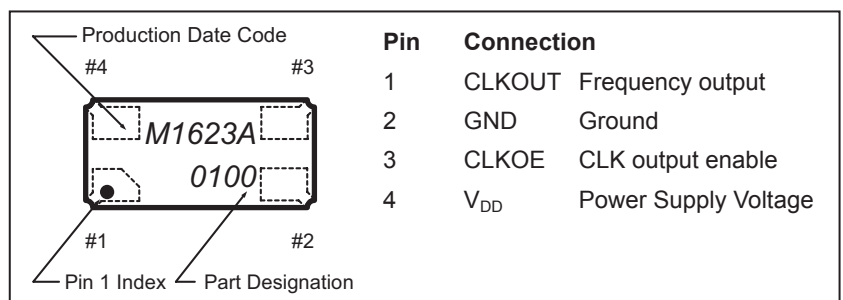 Production Date Code
#4 #3
M1623A
0100
#1 #2
Pin 1 Index Part Designation
Pin Connection
1 CLKOUT Frequency output
2 GND Ground
3 CLKOE CLK output enable
4 VDD Power Supply Voltage